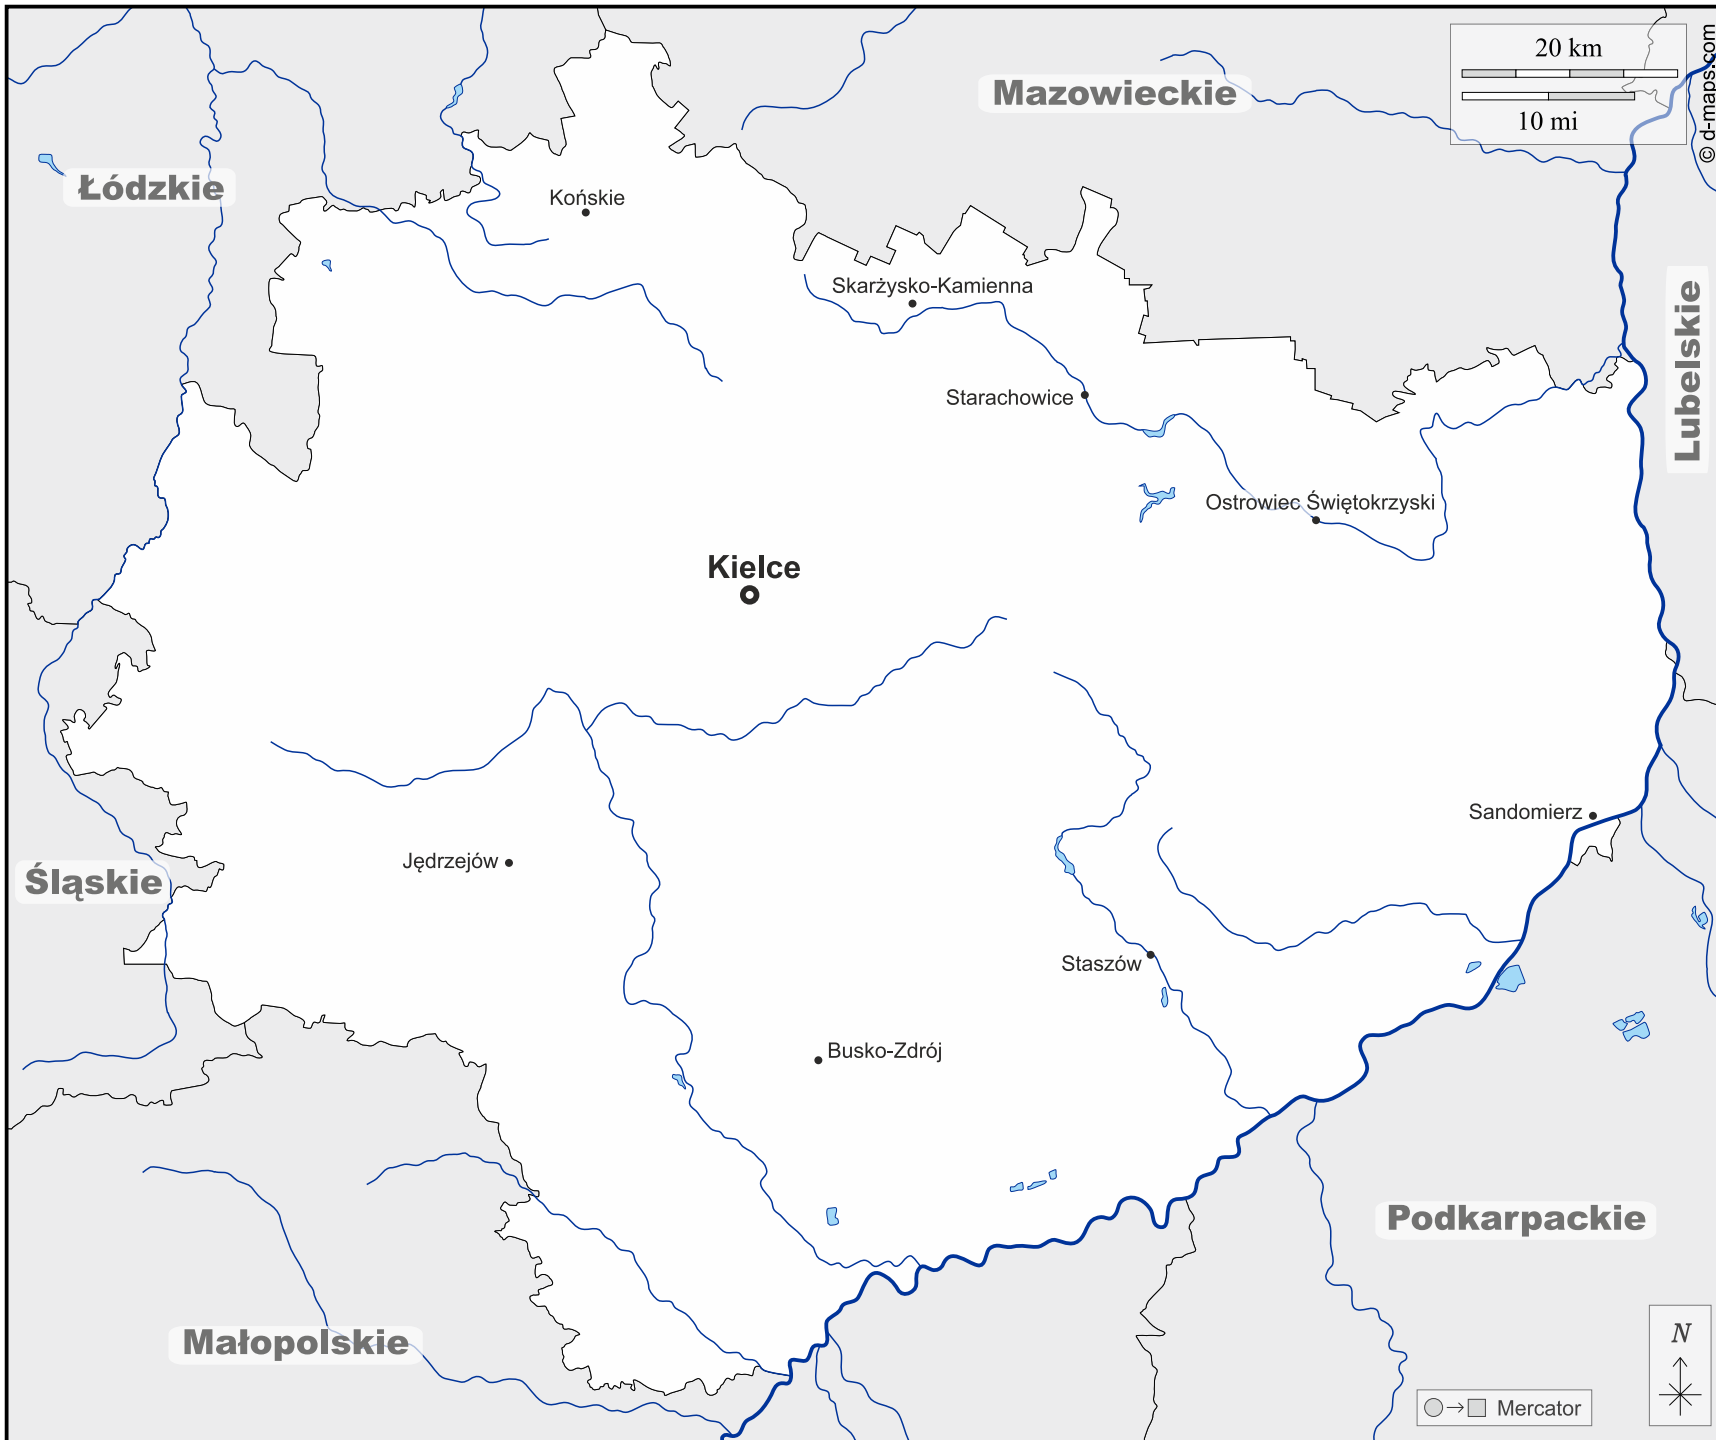 20 km
10 mi
© d-maps.com
Mazowieckie
Łódzkie
Końskie
Skarżysko-Kamienna
Lubelskie
Starachowice
Ostrowiec Świętokrzyski
Kielce
Sandomierz
Jędrzejów
Śląskie
Staszów
Busko-Zdrój
Podkarpackie
Małopolskie
N
Mercator